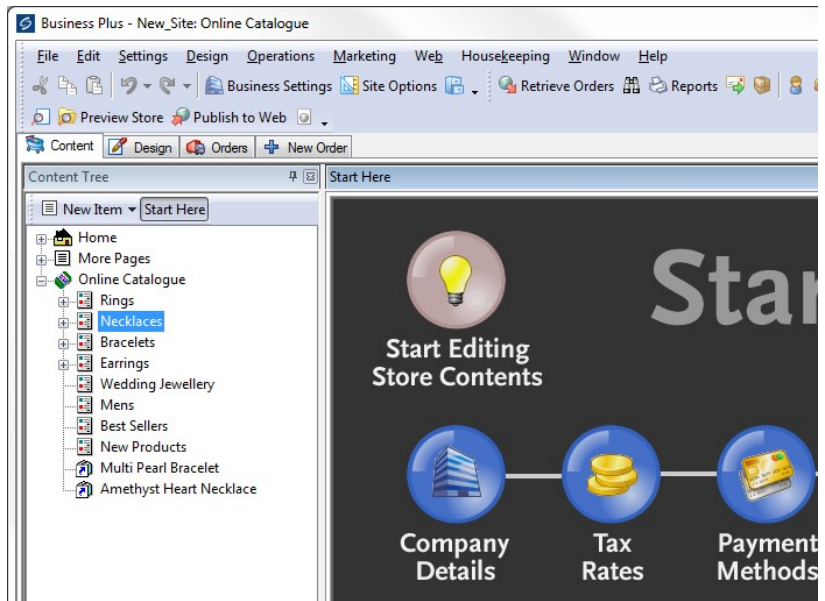 Business Plus - New_Site: Online Catalogue
File Edit Settings Design Operations Marketing Web Housekeeping Window Help
Business Settings Site Options Retrieve Orders Reports
Preview Store Publish to Web
Content Design Orders New Order
Content Tree
Start Here
New Item Start Here
Home
More Pages
Online Catalogue
Rings
Necklaces
Bracelets
Earrings
Wedding Jewellery
Mens
Best Sellers
New Products
Multi Pearl Bracelet
Amethyst Heart Necklace
Star
Start Editing
Store Contents
Company
Details
Tax
Rates
Payment
Methods